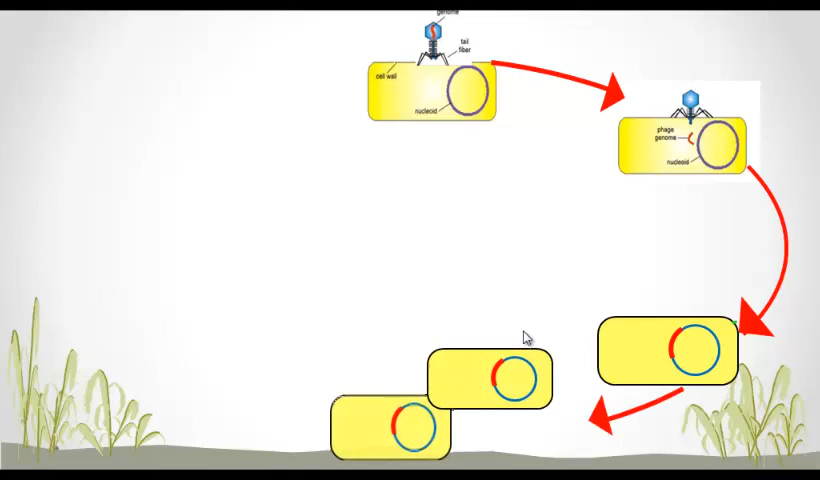 genome
tail
fiber
cell wall
nucleoid
phage
genome
nucleoid